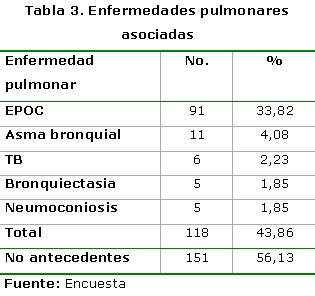 Tabla 3. Enfermedades pulmonares
asociadas
Enfermedad pulmonar No. %
EPOC 91 33,82
Asma bronquial 11 4,08
TB 6 2,23
Bronquiectasia 5 1,85
Neumoconiosis 5 1,85
Total 118 43,86
No antecedentes 151 56,13
Fuente: Encuesta